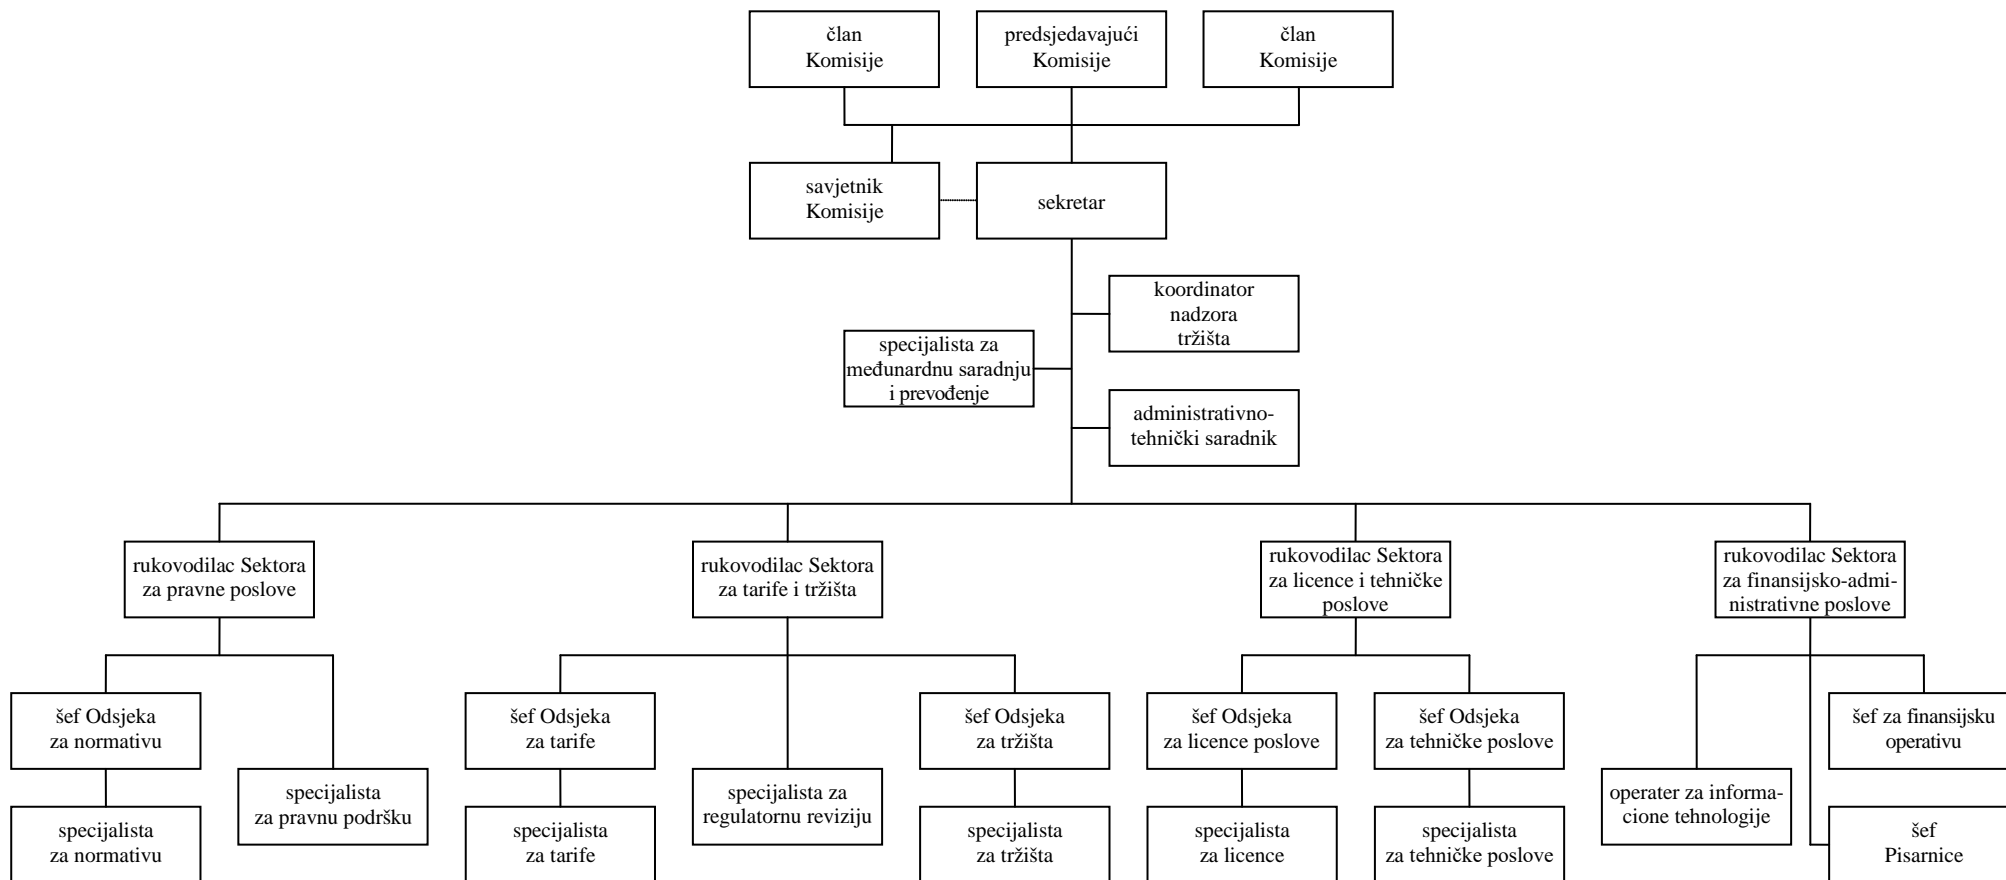 član
Komisije
predsjedavajući
Komisije
član
Komisije
savjetnik
Komisije
sekretar
koordinator
nadzora
tržišta
specijalista za
međunardnu saradnju
i prevođenje
administrativno-
tehnički saradnik
rukovodilac Sektora
za pravne poslove
rukovodilac Sektora
za tarife i tržišta
rukovodilac Sektora
za licence i tehničke
poslove
rukovodilac Sektora
za finansijsko-admi-
nistrativne poslove
šef Odsjeka
za normativu
specijalista
za pravnu podršku
specijalista
za normativu
šef Odsjeka
za tarife
specijalista za
regulatornu reviziju
šef Odsjeka
za tržišta
specijalista
za tarife
specijalista
za tržišta
šef Odsjeka
za licence poslove
šef Odsjeka
za tehničke poslove
specijalista
za licence
specijalista
za tehničke poslove
šef za finansijsku
operativu
operater za informa-
cione tehnologije
šef
Pisarnice